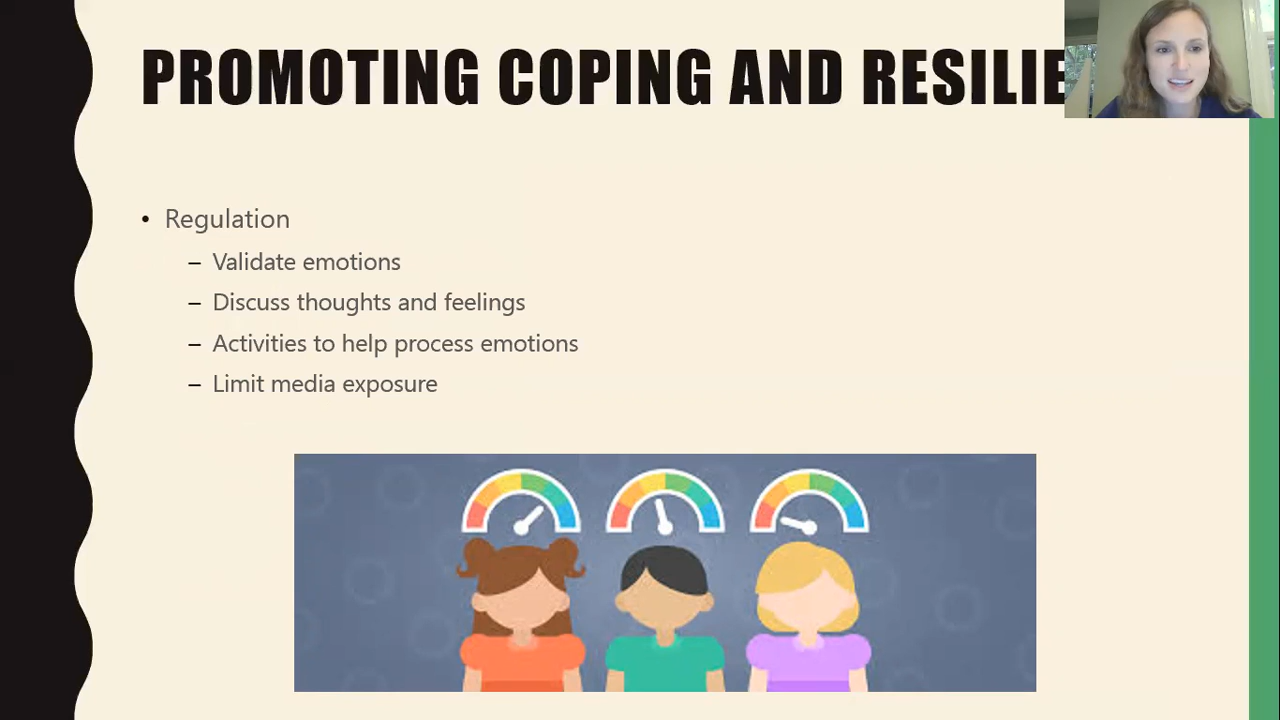 PROMOTING COPING AND RESILIE
• Regulation
– Validate emotions
– Discuss thoughts and feelings
– Activities to help process emotions
– Limit media exposure